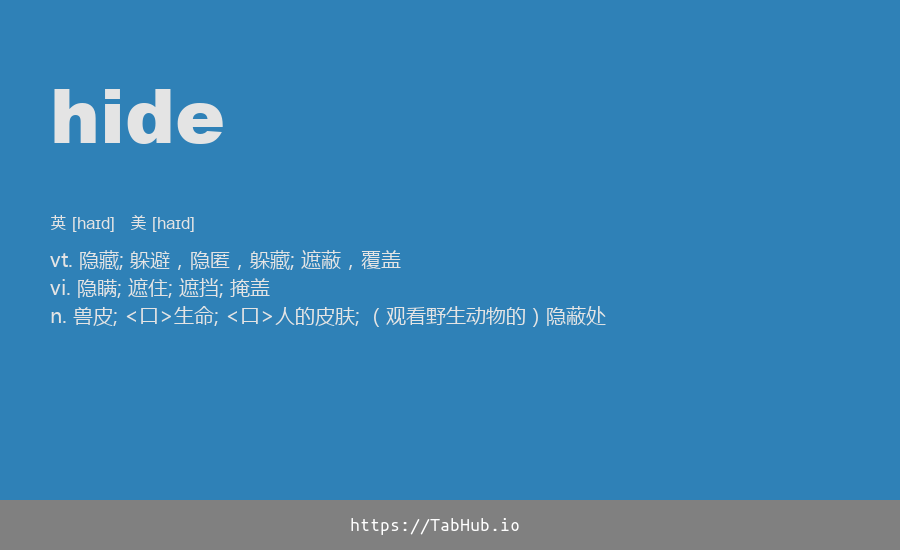 hide
英 [haɪd] 美 [haɪd]
vt. 隐藏; 躲避，隐匿，躲藏; 遮蔽，覆盖
vi. 隐瞒; 遮住; 遮挡; 掩盖
n. 兽皮; <口>生命; <口>人的皮肤; （观看野生动物的）隐蔽处
https://TabHub.io